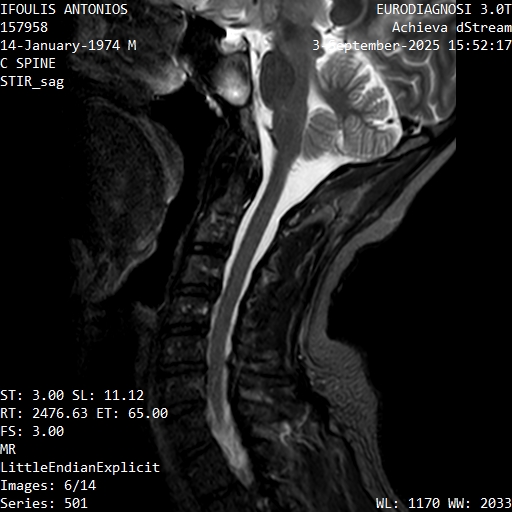 IFOULIS ANTONIOS
157958
14-January-1974 M
C SPINE
STIR_sag
EURODIAGNOSI 3.0T
Achieva dStream
3-September-2025 15:52:17
ST: 3.00 SL: 11.12
RT: 2476.63 ET: 65.00
FS: 3.00
MR
LittleEndianExplicit
Images: 6/14
Series: 501
WL: 1170 WW: 2033